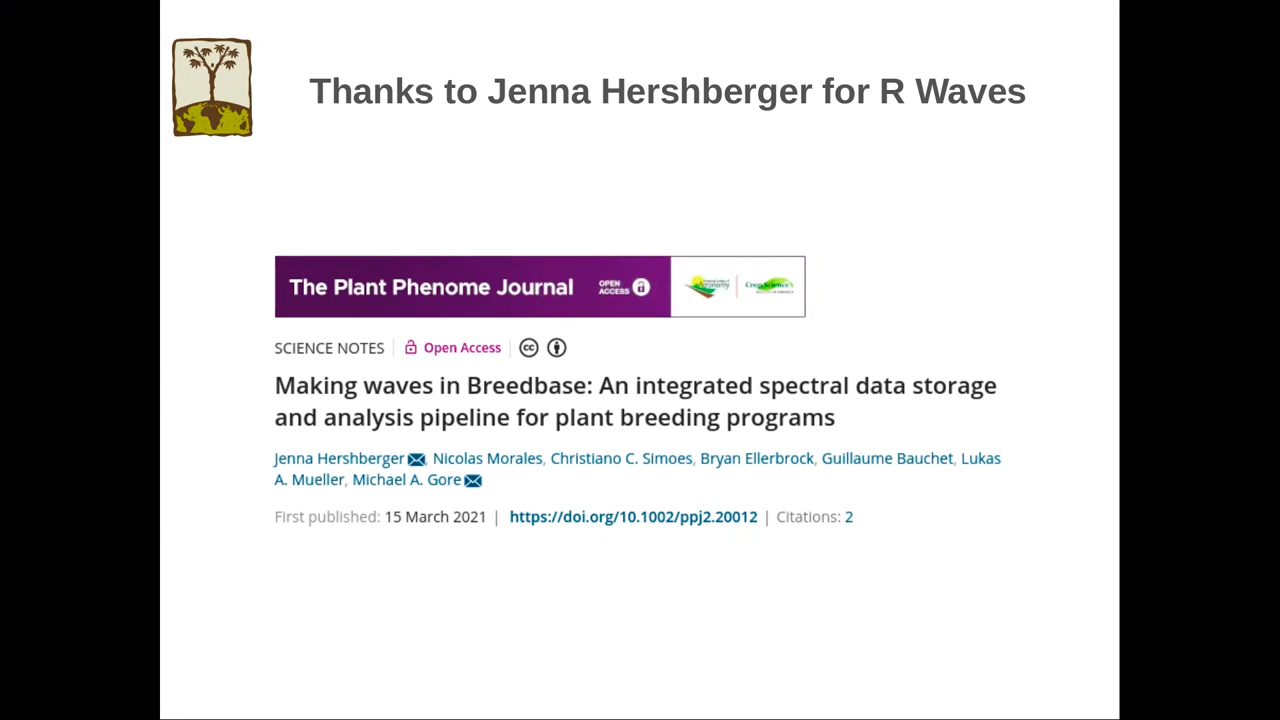 Thanks to Jenna Hershberger for R Waves
The Plant Phenome Journal
OPEN
ACCESS
SCIENCE NOTES
Open Access
cc
Making waves in Breedbase: An integrated spectral data storage
and analysis pipeline for plant breeding programs
Jenna Hershberger, Nicolas Morales, Christiano C. Simoes, Bryan Ellerbrock, Guillaume Bauchet, Lukas
A. Mueller, Michael A. Gore
First published: 15 March 2021 | https://doi.org/10.1002/ppj2.20012 | Citations: 2